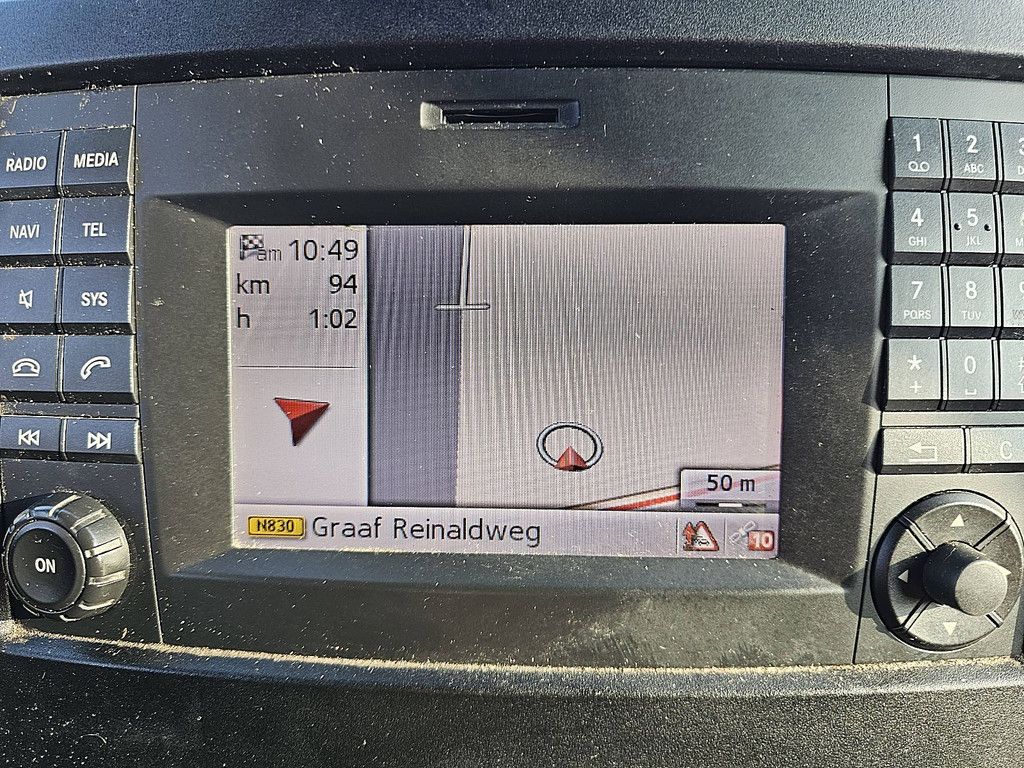 RADIO MEDIA
NAVI TEL
SYS
ON
am 10:49
km 94
h 1:02
50 m
N830 Graaf Reinaldweg
10
1 2 ABC
4 GHI 5 JKL
7 PQRS 8 TUV
* + 0
C